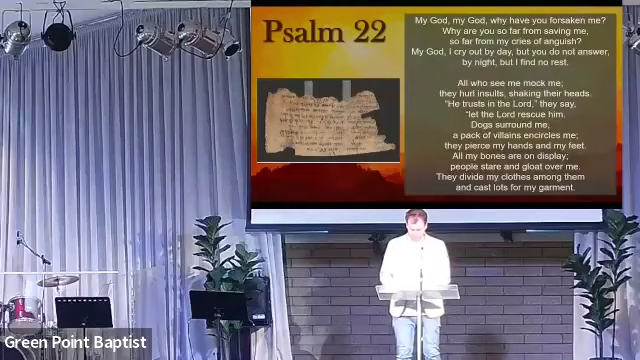 Psalm 22
My God, my God, why have you forsaken me?
Why are you so far from saving me,
so far from my cries of anguish?
My God, I cry out by day, but you do not answer,
by night, but I find no rest.
All who see me mock me;
they hurl insults, shaking their heads.
“He trusts in the Lord,” they say,
“let the Lord rescue him.
Dogs surround me,
a pack of villains encircles me;
they pierce my hands and my feet.
All my bones are on display;
people stare and gloat over me.
They divide my clothes among them
and cast lots for my garment.
Green Point Baptist